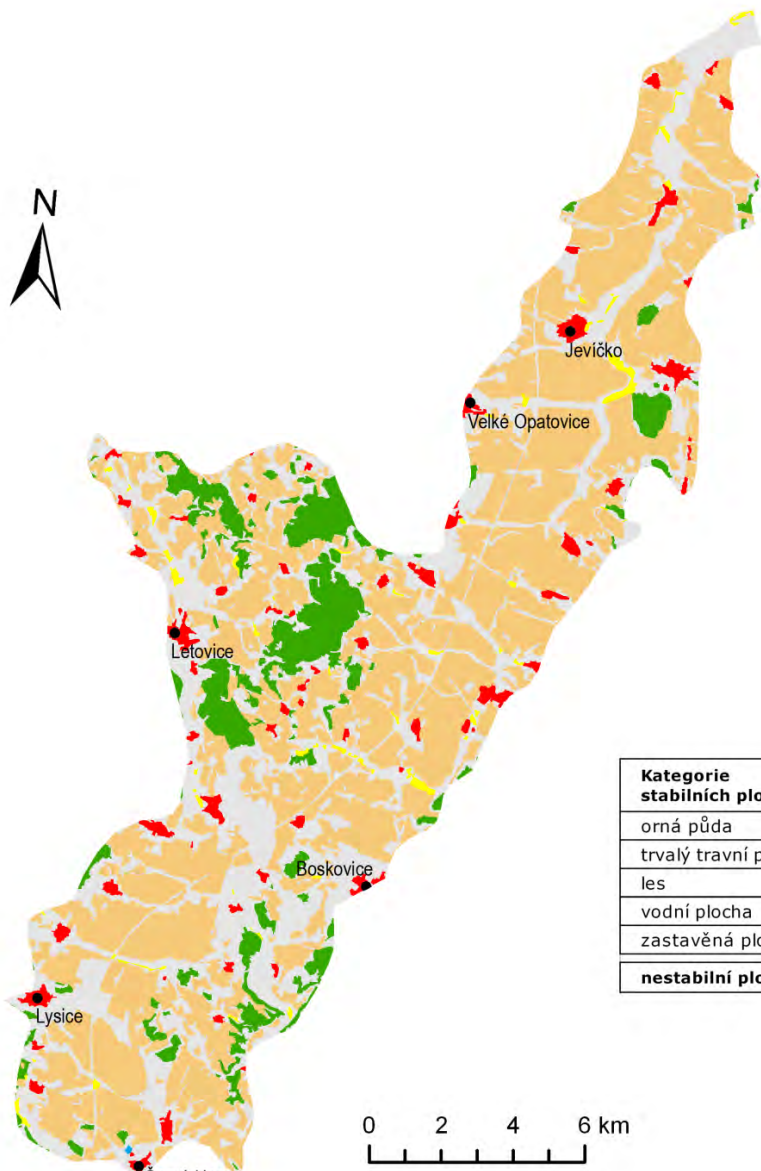 N
Jevíčko
Velké Opatovice
Letovice
Kategorie
stabilních plo
orná půda
trvalý travní p
les
vodní plocha
zastavěná plo
nestabilní plo
Boskovice
Lysice
0 2 4 6 km